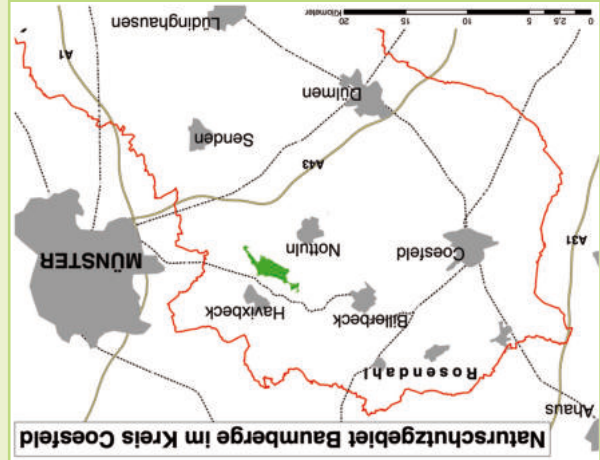 Naturschutzgebiet Baumberge im Kreis Coesfeld
Ahaus
Rosendahl
Billerbeck
Havixbeck
MÜNSTER
Coesfeld
Nottuln
A31
A43
Senden
Dülmen
A1
Lüdinghausen
0 2,5 5 10 15 20
Kilometer